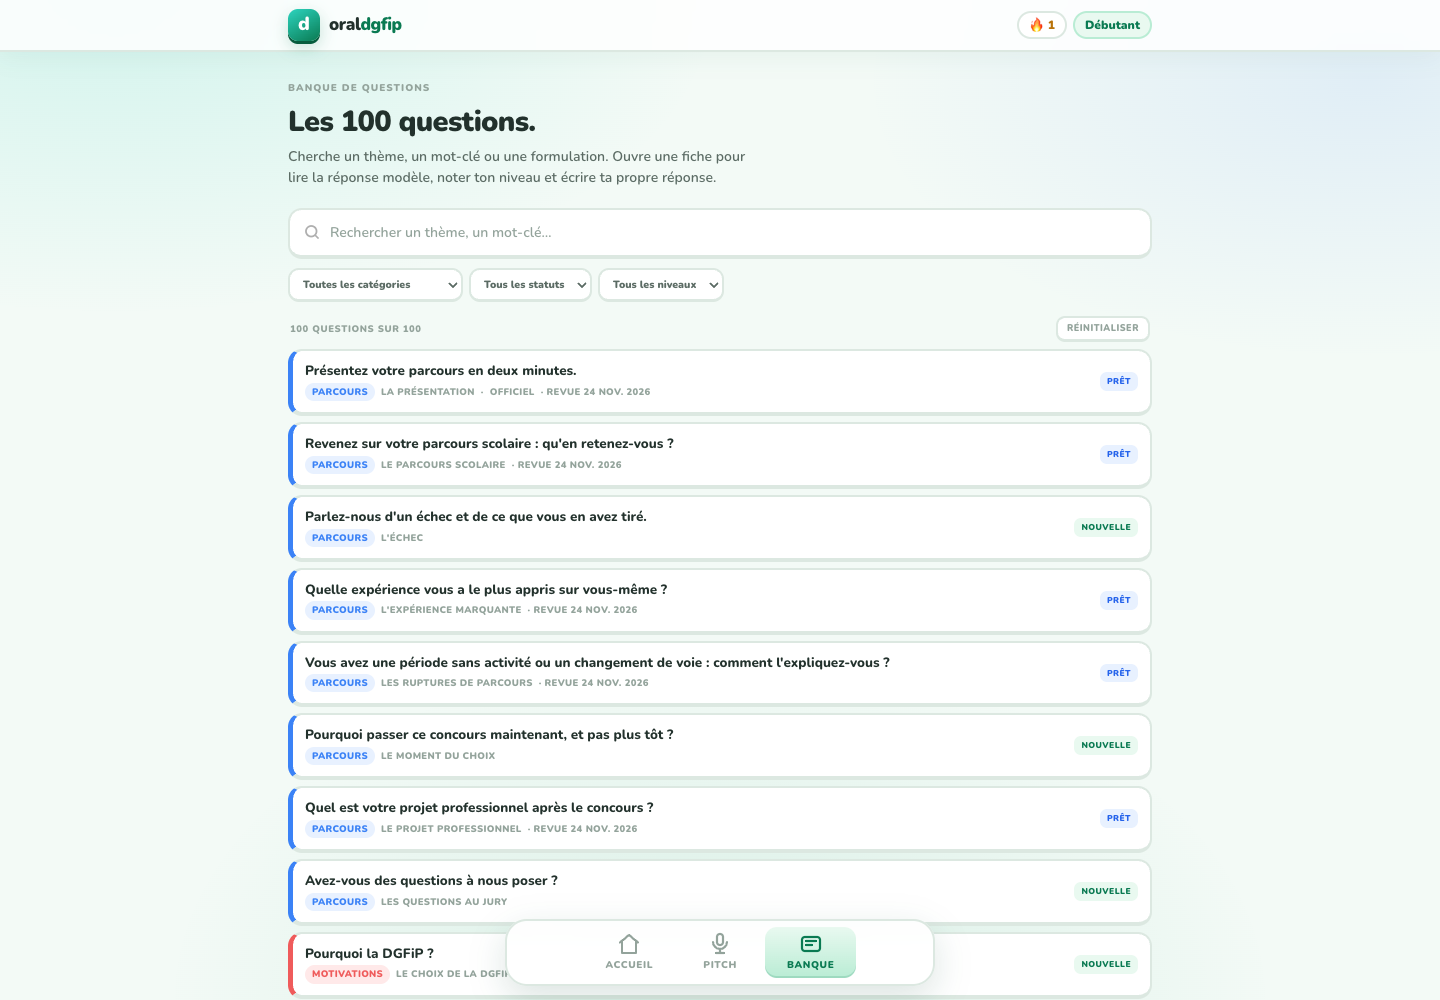 d oraldgfip
🔥 1 Débutant
BANQUE DE QUESTIONS
Les 100 questions.
Cherche un thème, un mot-clé ou une formulation. Ouvre une fiche pour
lire la réponse modèle, noter ton niveau et écrire ta propre réponse.
Rechercher un thème, un mot-clé...
Toutes les catégories Tous les statuts Tous les niveaux
100 QUESTIONS SUR 100 RÉINITIALISER
Présentez votre parcours en deux minutes.
PARCOURS LA PRÉSENTATION · OFFICIEL · REVUE 24 NOV. 2026
PRÊT
Revenez sur votre parcours scolaire : qu'en retenez-vous ?
PARCOURS LE PARCOURS SCOLAIRE · REVUE 24 NOV. 2026
PRÊT
Parlez-nous d'un échec et de ce que vous en avez tiré.
PARCOURS L'ÉCHEC
NOUVELLE
Quelle expérience vous a le plus appris sur vous-même ?
PARCOURS L'EXPÉRIENCE MARQUANTE · REVUE 24 NOV. 2026
PRÊT
Vous avez une période sans activité ou un changement de voie : comment l'expliquez-vous ?
PARCOURS LES RUPTURES DE PARCOURS · REVUE 24 NOV. 2026
PRÊT
Pourquoi passer ce concours maintenant, et pas plus tôt ?
PARCOURS LE MOMENT DU CHOIX
NOUVELLE
Quel est votre projet professionnel après le concours ?
PARCOURS LE PROJET PROFESSIONNEL · REVUE 24 NOV. 2026
PRÊT
Avez-vous des questions à nous poser ?
PARCOURS LES QUESTIONS AU JURY
NOUVELLE
Pourquoi la DGFiP ?
MOTIVATIONS LE CHOIX DE LA
NOUVELLE
ACCUEIL PITCH BANQUE